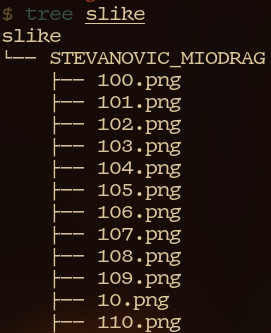 $ tree slike
slike
└── STEVANOVIC_MIODRAG
    ├── 100.png
    ├── 101.png
    ├── 102.png
    ├── 103.png
    ├── 104.png
    ├── 105.png
    ├── 106.png
    ├── 107.png
    ├── 108.png
    ├── 109.png
    ├── 10.png
    ├── 110.png